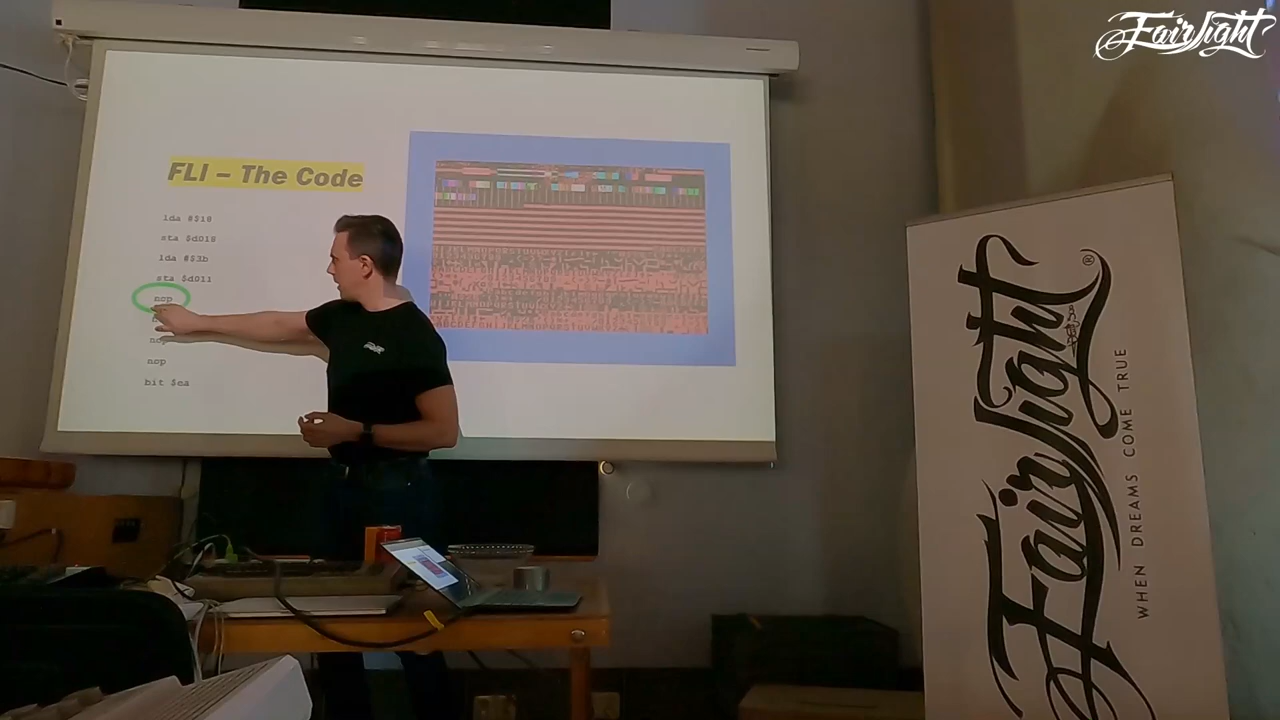 Fairlight
FLI – The Code
lda #$18
sta $d018
lda #$3b
sta $d011
nop
nop
nop
bit $ea
Fairlight®
WHEN DREAMS COME TRUE